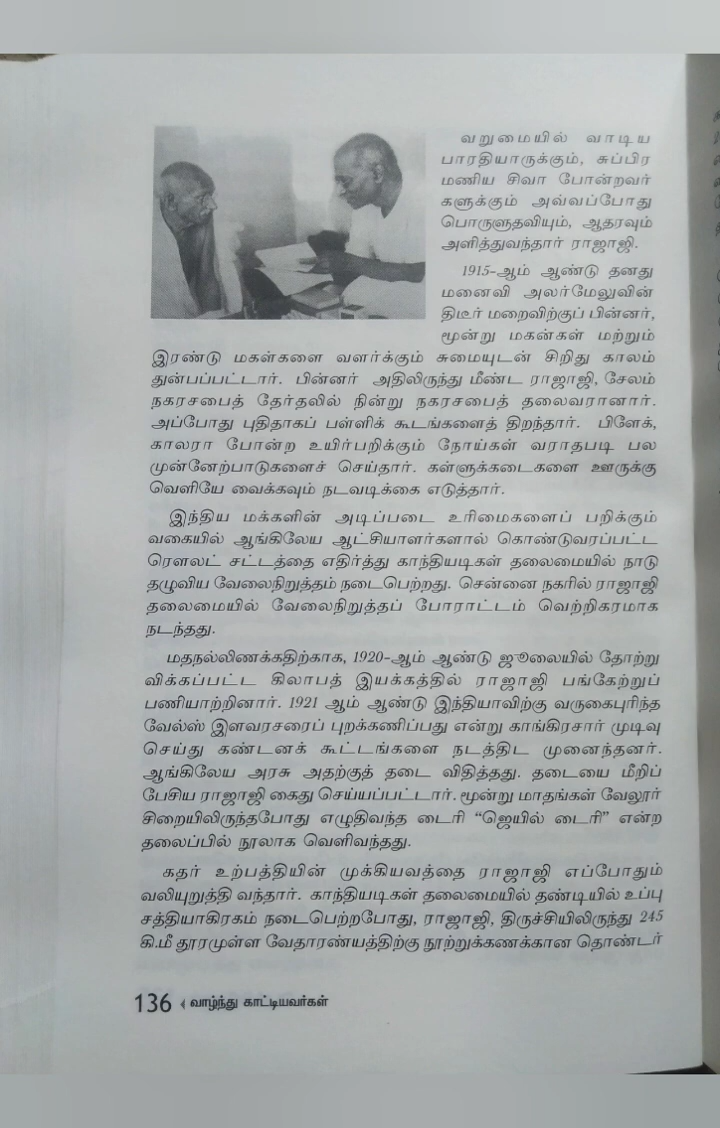 வறுமையில் வாடிய
பாரதியாருக்கும், சுப்பிர
மணிய சிவா போன்றவர்
களுக்கும் அவ்வப்போது
பொருளுதவியும், ஆதரவும்
அளித்துவந்தார் ராஜாஜி.
1915-ஆம் ஆண்டு தனது
மனைவி அலர்மேலுவின்
திடீர் மறைவிற்குப் பின்னர்,
மூன்று மகன்கள் மற்றும்
இரண்டு மகள்களை வளர்க்கும் சுமையுடன் சிறிது காலம்
துன்பப்பட்டார். பின்னர் அதிலிருந்து மீண்ட ராஜாஜி, சேலம்
நகரசபைத் தேர்தலில் நின்று நகரசபைத் தலைவரானார்.
அப்போது புதிதாகப் பள்ளிக் கூடங்களைத் திறந்தார். பிளேக்,
காலரா போன்ற உயிர்பறிக்கும் நோய்கள் வராதபடி பல
முன்னேற்பாடுகளைச் செய்தார். கள்ளுக்கடைகளை ஊருக்கு
வெளியே வைக்கவும் நடவடிக்கை எடுத்தார்.
இந்திய மக்களின் அடிப்படை உரிமைகளைப் பறிக்கும்
வகையில் ஆங்கிலேய ஆட்சியாளர்களால் கொண்டுவரப்பட்ட
ரௌலட் சட்டத்தை எதிர்த்து காந்தியடிகள் தலைமையில் நாடு
தழுவிய வேலைநிறுத்தம் நடைபெற்றது. சென்னை நகரில் ராஜாஜி
தலைமையில் வேலைநிறுத்தப் போராட்டம் வெற்றிகரமாக
நடந்தது.
மதநல்லிணக்கதிற்காக, 1920-ஆம் ஆண்டு ஜூலையில் தோற்று
விக்கப்பட்ட கிலாபத் இயக்கத்தில் ராஜாஜி பங்கேற்றுப்
பணியாற்றினார். 1921 ஆம் ஆண்டு இந்தியாவிற்கு வருகைபுரிந்த
வேல்ஸ் இளவரசரைப் புறக்கணிப்பது என்று காங்கிரசார் முடிவு
செய்து கண்டனக் கூட்டங்களை நடத்திட முனைந்தனர்.
ஆங்கிலேய அரசு அதற்குத் தடை விதித்தது. தடையை மீறிப்
பேசிய ராஜாஜி கைது செய்யப்பட்டார். மூன்று மாதங்கள் வேலூர்
சிறையிலிருந்தபோது எழுதிவந்த டைரி “ஜெயில் டைரி” என்ற
தலைப்பில் நூலாக வெளிவந்தது.
கதர் உற்பத்தியின் முக்கியவத்தை ராஜாஜி எப்போதும்
வலியுறுத்தி வந்தார். காந்தியடிகள் தலைமையில் தண்டியில் உப்பு
சத்தியாகிரகம் நடைபெற்றபோது, ராஜாஜி, திருச்சியிலிருந்து 245
கி.மீ தூரமுள்ள வேதாரண்யத்திற்கு நூற்றுக்கணக்கான தொண்டர்
136 ‹ வாழ்ந்து காட்டியவர்கள்